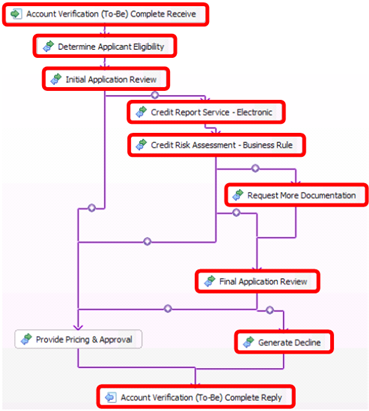 Account Verification (To-Be) Complete Receive
Determine Applicant Eligibility
Initial Application Review
Credit Report Service - Electronic
Credit Risk Assessment - Business Rule
Request More Documentation
Final Application Review
Provide Pricing & Approval
Generate Decline
Account Verification (To-Be) Complete Reply